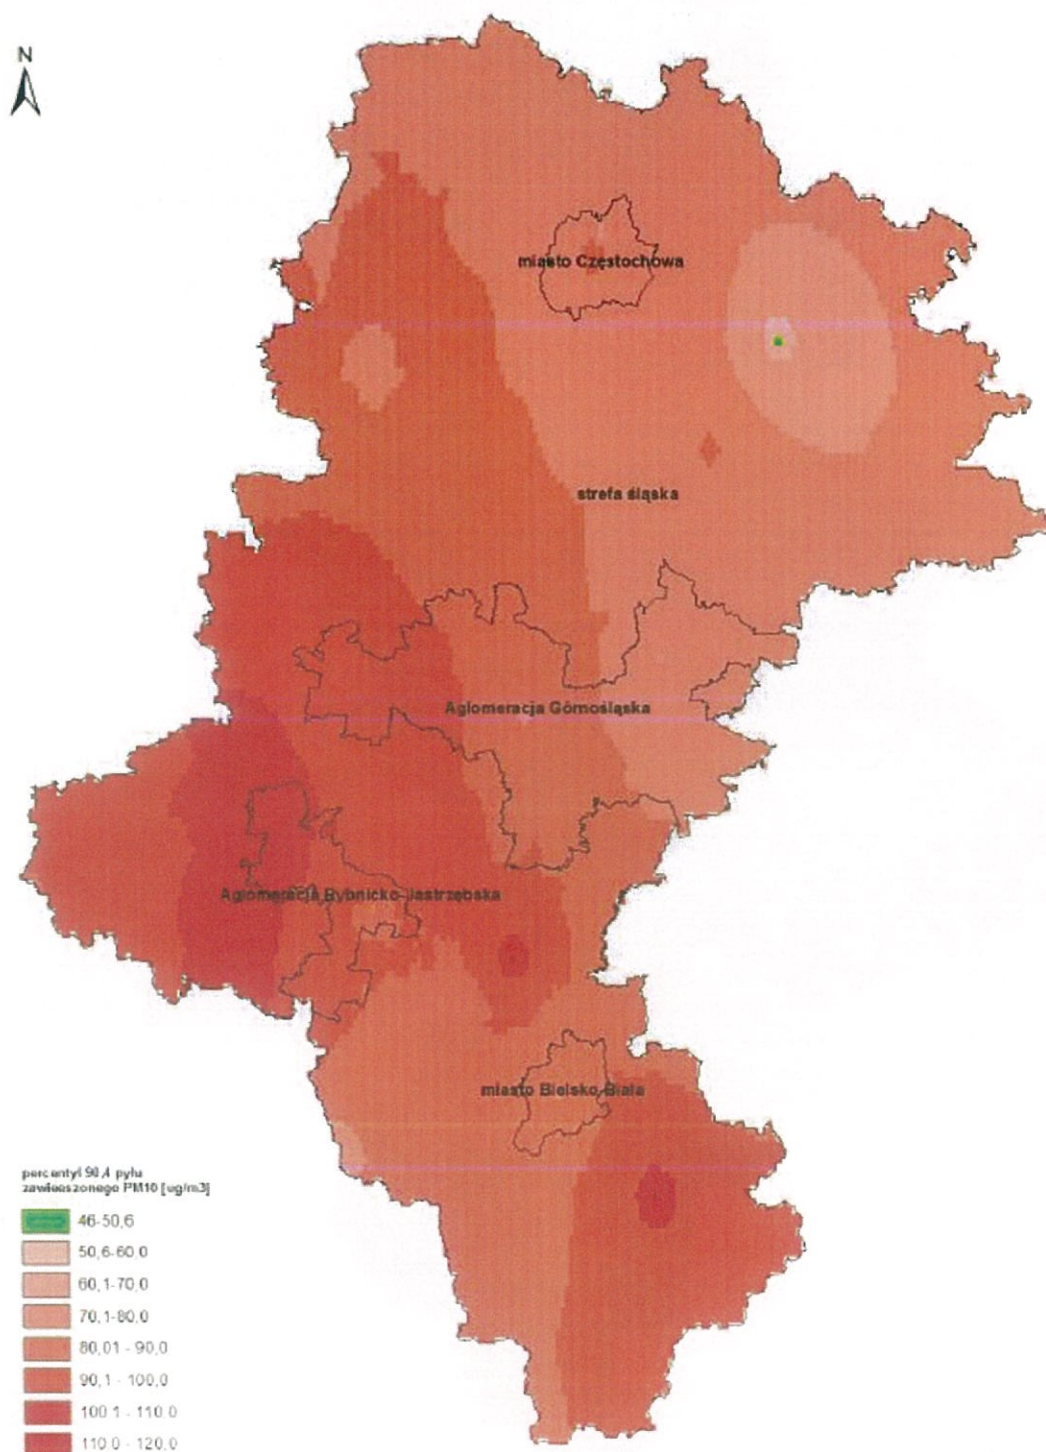 N
miasto Częstochowa
strefa śląska
Aglomeracja Górnośląska
Aglomeracja Rybnicko-Jastrzębska
miasto Bielsko-Biała
percentyl 90,4 pyłu
zawieszonego PM10 [ug/m3]
46-50,6
50,6-60,0
60,1-70,0
70,1-80,0
80,01 - 90,0
90,1 - 100,0
100 1 - 110 0
110 0 - 120,0